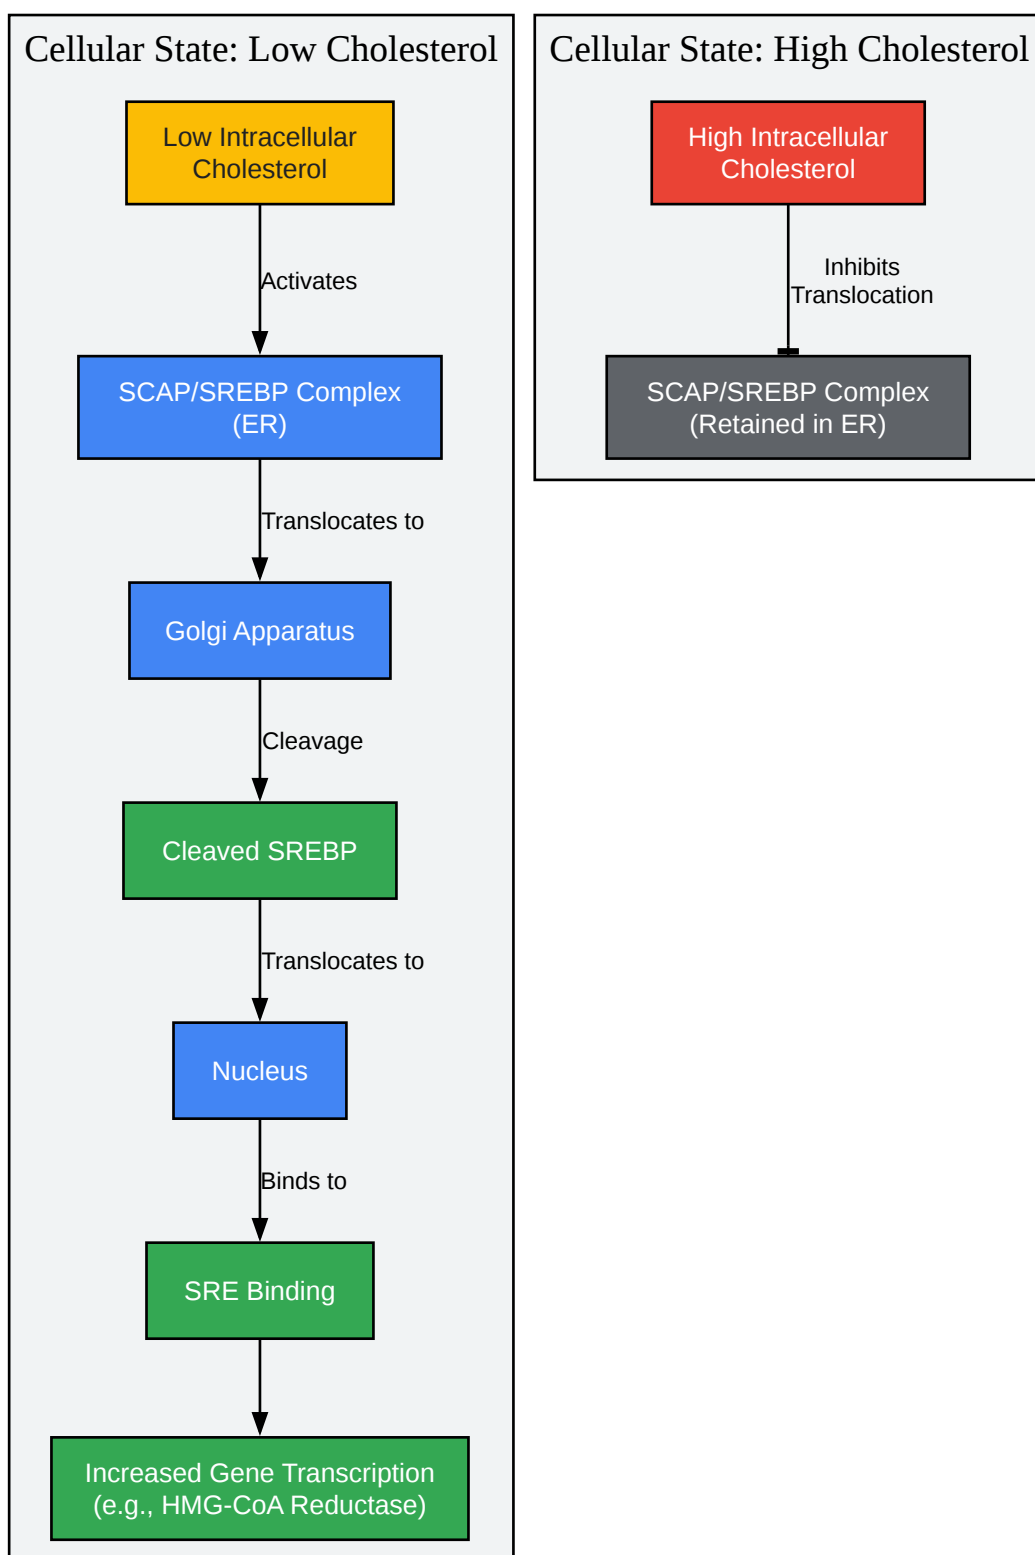 Cellular State: Low Cholesterol
Low Intracellular
Cholesterol
Activates
SCAP/SREBP Complex
(ER)
Translocates to
Golgi Apparatus
Cleavage
Cleaved SREBP
Translocates to
Nucleus
Binds to
SRE Binding
Increased Gene Transcription
(e.g., HMG-CoA Reductase)
Cellular State: High Cholesterol
High Intracellular
Cholesterol
Inhibits
Translocation
SCAP/SREBP Complex
(Retained in ER)